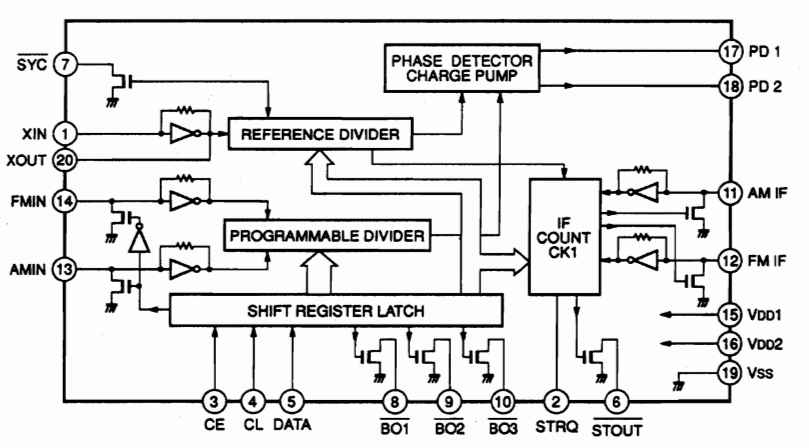 SYC 7
PHASE DETECTOR
CHARGE PUMP
17 PD 1
18 PD 2
XIN 1
REFERENCE DIVIDER
XOUT 20
FMIN 14
11 AM IF
IF
COUNT
CK1
PROGRAMMABLE DIVIDER
AMIN 13
12 FM IF
SHIFT REGISTER LATCH
15 VDD1
16 VDD2
19 VSS
3 4 5 8 9 10 2 6
CE CL DATA BO1 BO2 BO3 STRQ STOUT